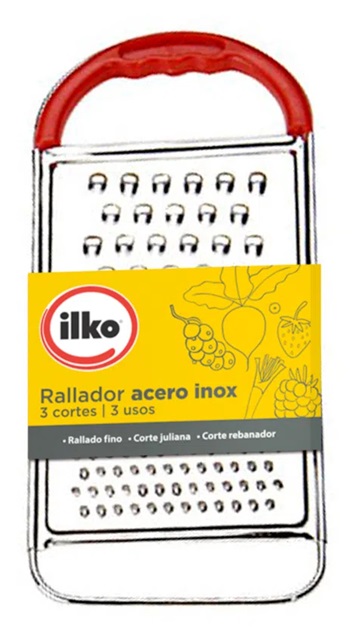 ilko
Rallador acero inox
3 cortes | 3 usos
• Rallado fino • Corte juliana • Corte rebanador